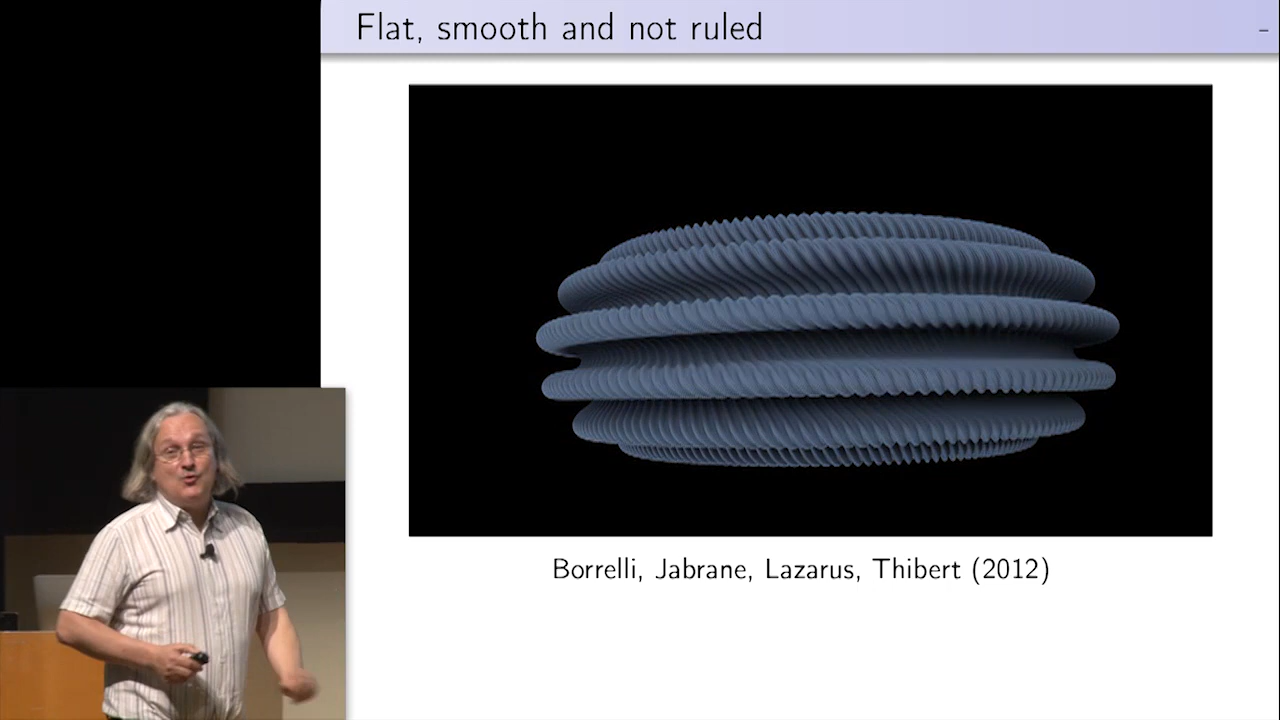 Flat, smooth and not ruled
Borrelli, Jabrane, Lazarus, Thibert (2012)